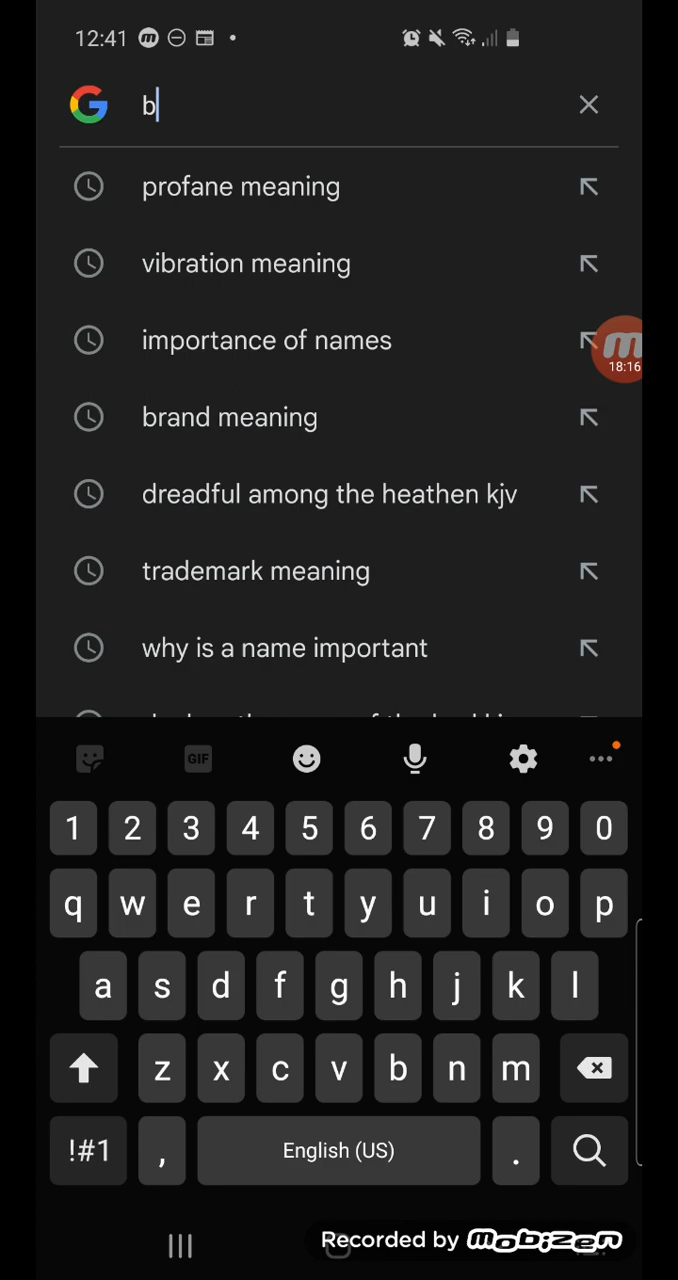 12:41
b
profane meaning
vibration meaning
importance of names
18:16
brand meaning
dreadful among the heathen kjv
trademark meaning
why is a name important
GIF
1 2 3 4 5 6 7 8 9 0
q w e r t y u i o p
a s d f g h j k l
z x c v b n m
!#1 , English (US) .
Recorded by mobizen